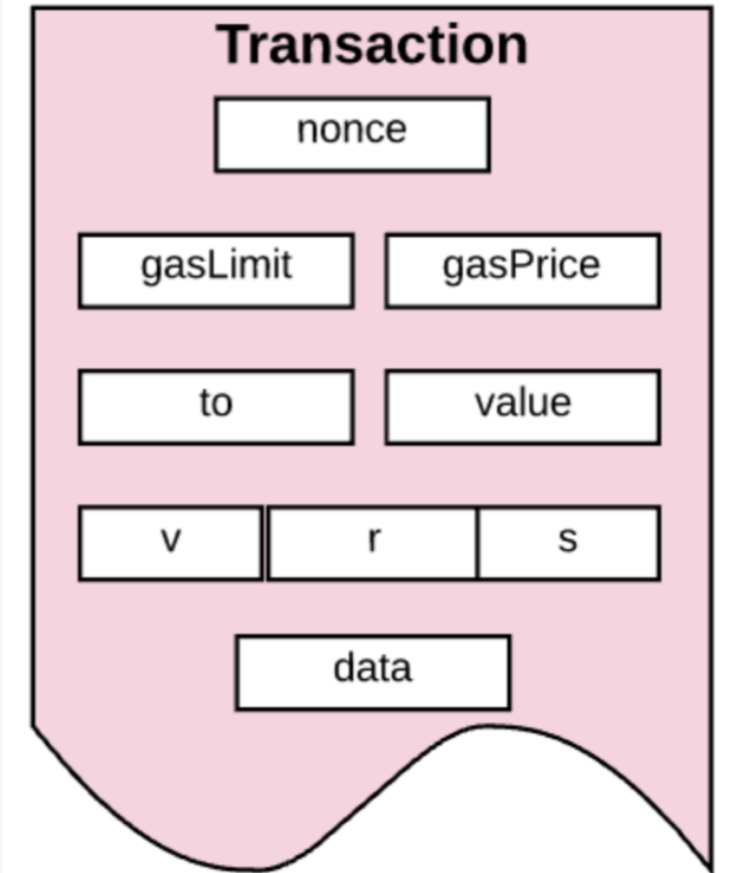 Transaction
nonce
gasLimit gasPrice
to value
v r s
data